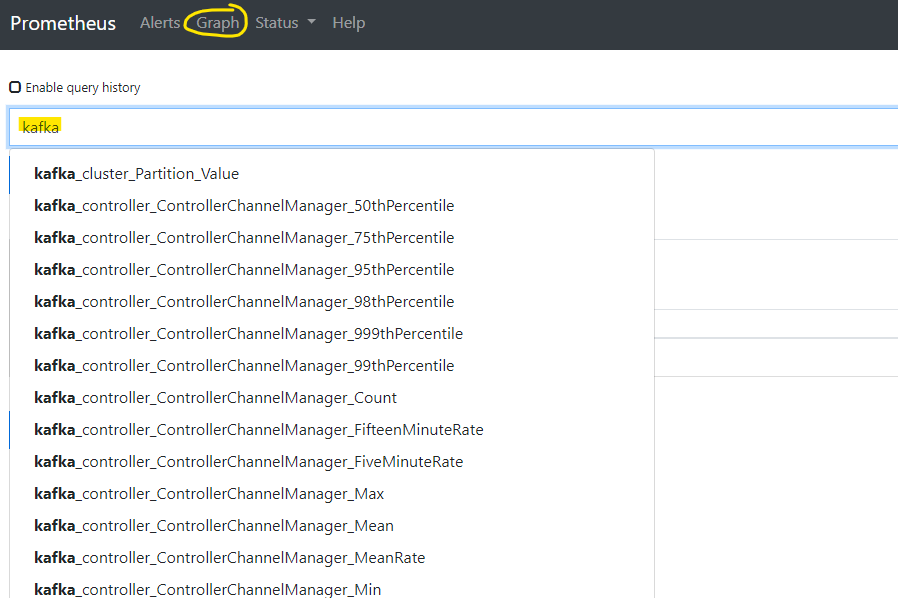 Prometheus Alerts Graph Status Help
Enable query history
kafka
kafka_cluster_Partition_Value
kafka_controller_ControllerChannelManager_50thPercentile
kafka_controller_ControllerChannelManager_75thPercentile
kafka_controller_ControllerChannelManager_95thPercentile
kafka_controller_ControllerChannelManager_98thPercentile
kafka_controller_ControllerChannelManager_999thPercentile
kafka_controller_ControllerChannelManager_99thPercentile
kafka_controller_ControllerChannelManager_Count
kafka_controller_ControllerChannelManager_FifteenMinuteRate
kafka_controller_ControllerChannelManager_FiveMinuteRate
kafka_controller_ControllerChannelManager_Max
kafka_controller_ControllerChannelManager_Mean
kafka_controller_ControllerChannelManager_MeanRate
kafka_controller_ControllerChannelManager_Min